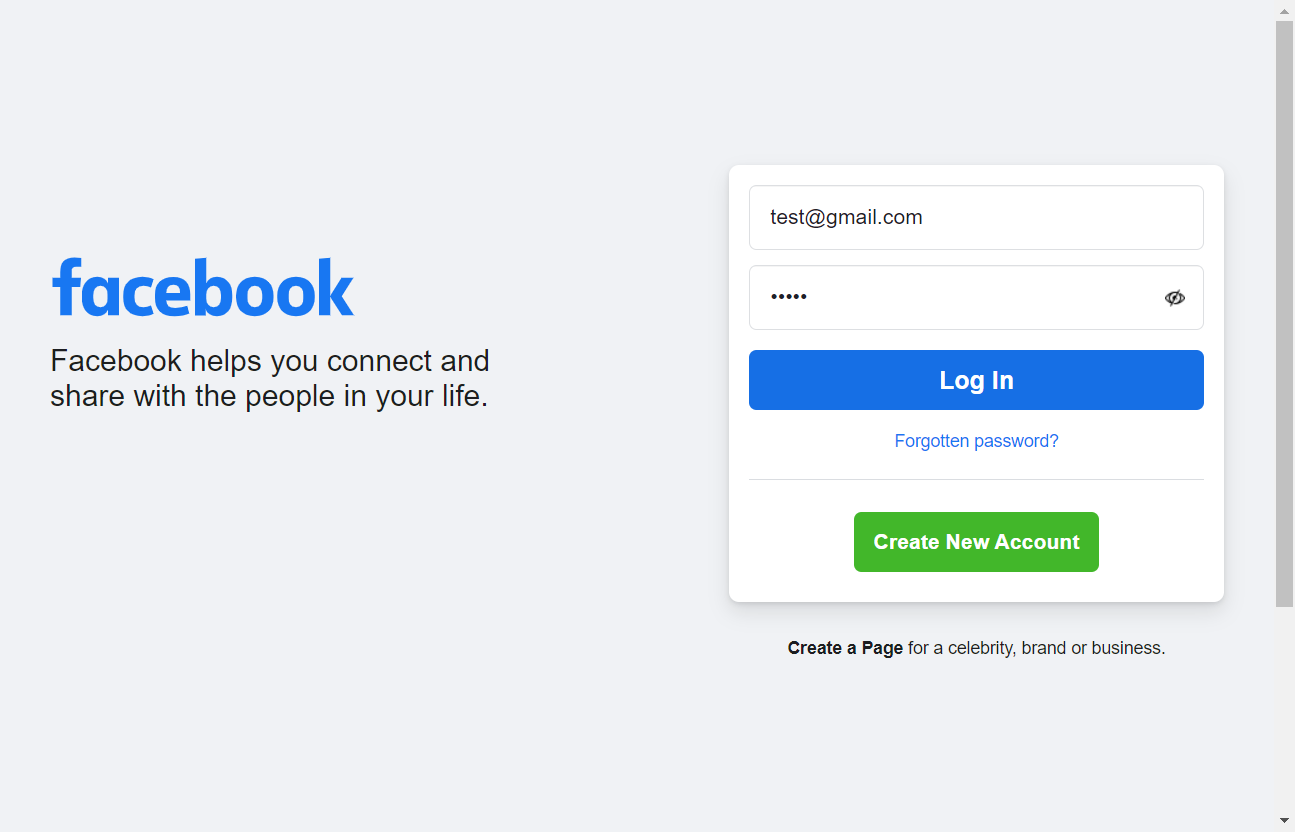 facebook
Facebook helps you connect and
share with the people in your life.
test@gmail.com
•••••
Log In
Forgotten password?
Create New Account
Create a Page for a celebrity, brand or business.